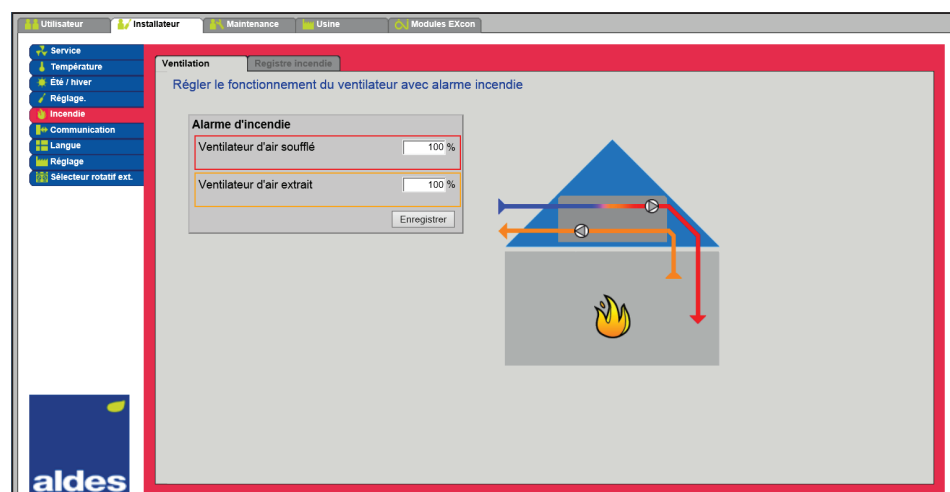 Utilisateur
Installateur
Maintenance
Usine
Modules EXcon
Service
Température
Été / hiver
Réglage.
Incendie
Communication
Langue
Réglage
Sélecteur rotatif ext.
Ventilation
Registre Incendie
Régler le fonctionnement du ventilateur avec alarme incendie
Alarme d'incendie
Ventilateur d'air soufflé 100 %
Ventilateur d'air extrait 100 %
Enregistrer
aldes